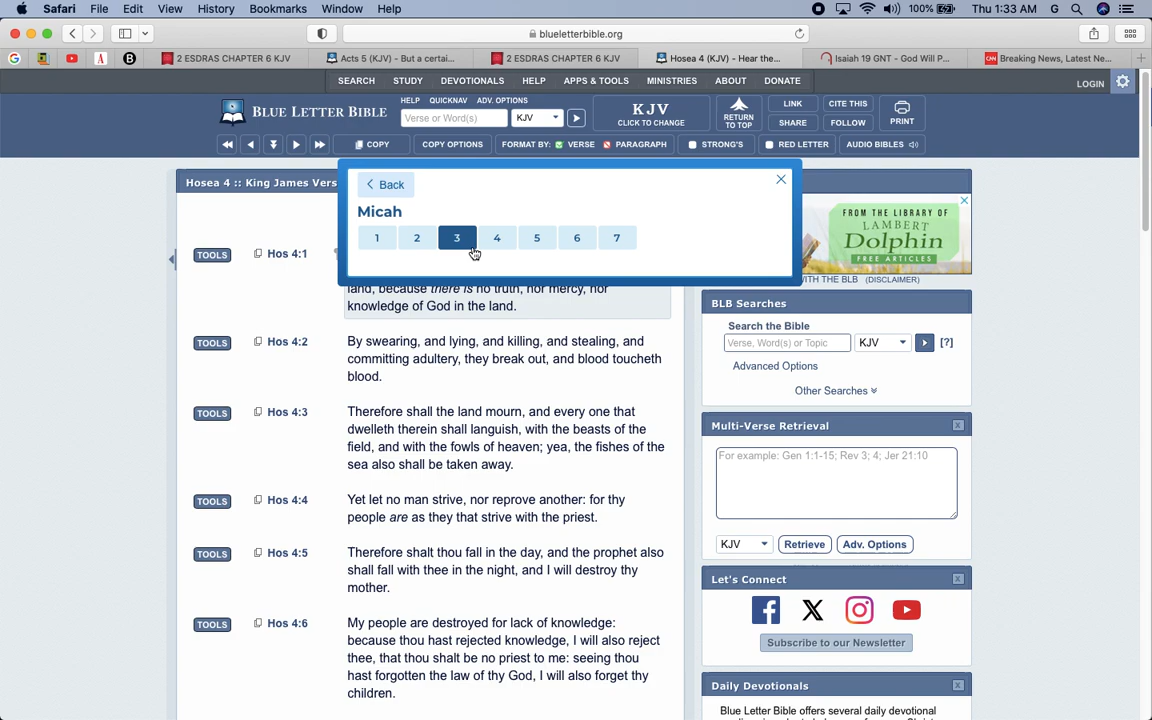 Safari File Edit View History Bookmarks Window Help 100% Thu 1:33 AM G
blueletterbible.org
2 ESDRAS CHAPTER 6 KJV Acts 5 (KJV) - But a certai... 2 ESDRAS CHAPTER 6 KJV Hosea 4 (KJV) - Hear the... Isaiah 19 GNT - God Will P... Breaking News, Latest Ne...
SEARCH STUDY DEVOTIONALS HELP APPS & TOOLS MINISTRIES ABOUT DONATE LOGIN
BLUE LETTER BIBLE
HELP QUICKNAV ADV. OPTIONS
Verse or Word(s) KJV
KJV
CLICK TO CHANGE
RETURN
TO TOP
LINK CITE THIS
SHARE FOLLOW
PRINT
COPY COPY OPTIONS FORMAT BY: VERSE PARAGRAPH STRONG'S RED LETTER AUDIO BIBLES
Hosea 4 :: King James Vers
Back
Micah
1 2 3 4 5 6 7
TOOLS Hos 4:1
land, because there is no truth, nor mercy, nor
knowledge of God in the land.
TOOLS Hos 4:2 By swearing, and lying, and killing, and stealing, and
committing adultery, they break out, and blood toucheth
blood.
TOOLS Hos 4:3 Therefore shall the land mourn, and every one that
dwelleth therein shall languish, with the beasts of the
field, and with the fowls of heaven; yea, the fishes of the
sea also shall be taken away.
TOOLS Hos 4:4 Yet let no man strive, nor reprove another: for thy
people are as they that strive with the priest.
TOOLS Hos 4:5 Therefore shalt thou fall in the day, and the prophet also
shall fall with thee in the night, and I will destroy thy
mother.
TOOLS Hos 4:6 My people are destroyed for lack of knowledge:
because thou hast rejected knowledge, I will also reject
thee, that thou shalt be no priest to me: seeing thou
hast forgotten the law of thy God, I will also forget thy
children.
FROM THE LIBRARY OF
LAMBERT
Dolphin
FREE ARTICLES
WITH THE BLB (DISCLAIMER)
BLB Searches
Search the Bible
Verse, Word(s) or Topic KJV [?]
Advanced Options
Other Searches
Multi-Verse Retrieval x
For example: Gen 1:1-15; Rev 3; 4; Jer 21:10
KJV Retrieve Adv. Options
Let's Connect x
Subscribe to our Newsletter
Daily Devotionals x
Blue Letter Bible offers several daily devotional